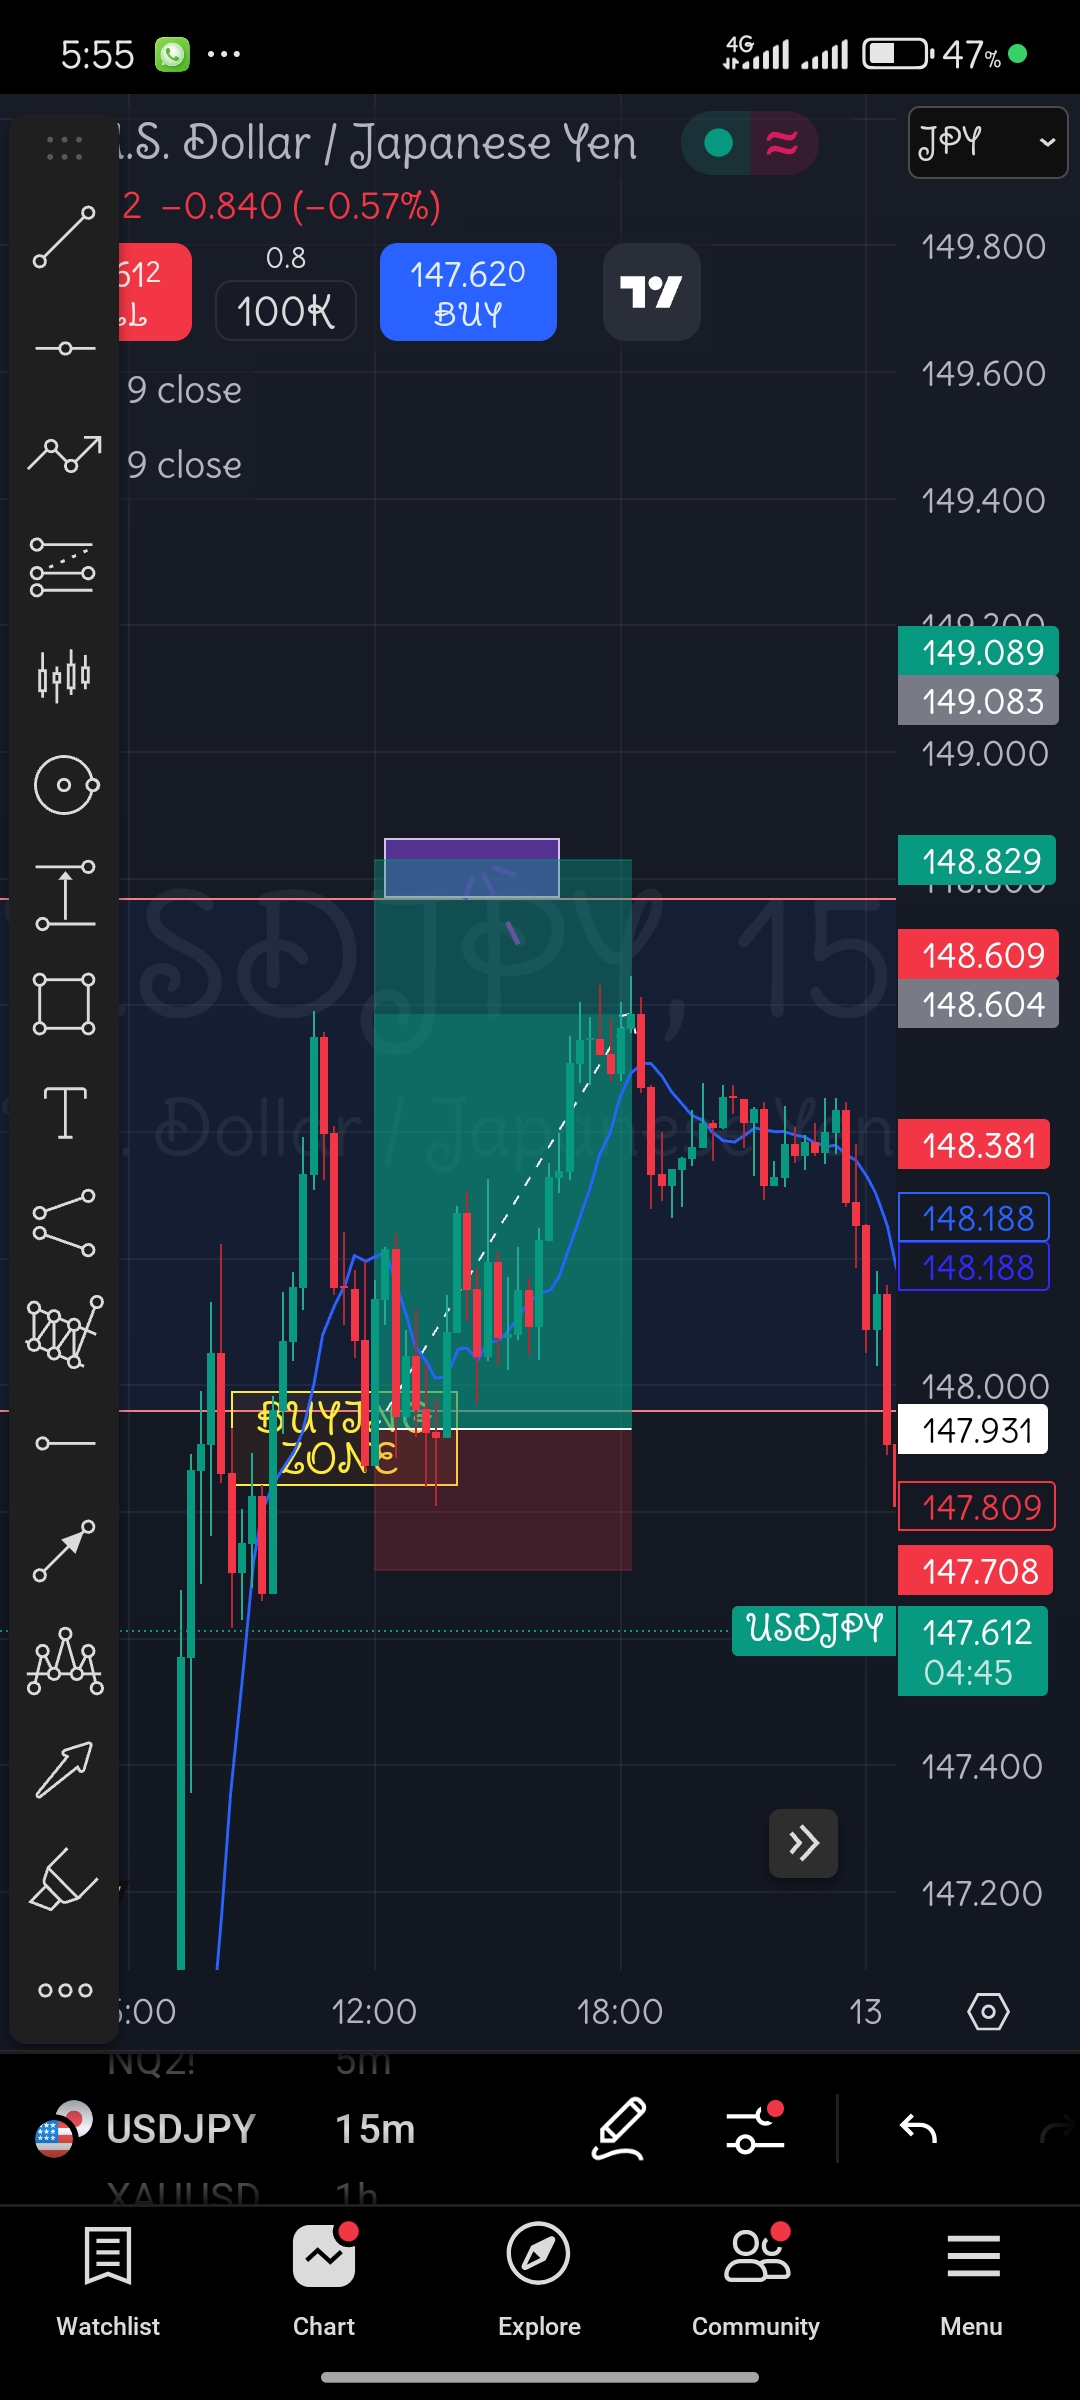 5:55
4G
47%
.S. Dollar / Japanese Yen
JPY
2 −0.840 (−0.57%)
612
0.8
100K
147.620
BUY
9 close
9 close
149.800
149.600
149.400
149.200
149.089
149.083
149.000
148.829
148.609
148.604
148.381
148.188
148.188
148.000
147.931
147.809
147.708
USDJPY
147.612
04:45
147.400
147.200
SDJPY, 15
Dollar / Japanese Yen
BUYING
ZONE
12:00
18:00
13
NQ2!
5m
USDJPY
15m
XAUUSD
1h
Watchlist
Chart
Explore
Community
Menu